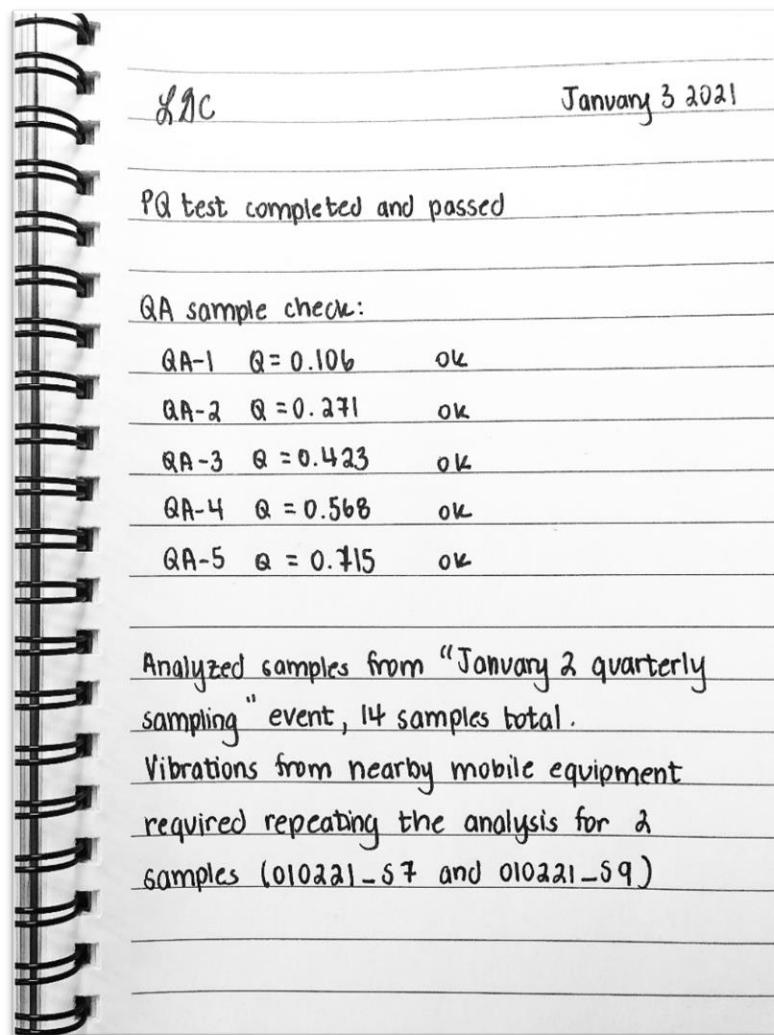 LDC January 3 2021
PQ test completed and passed
QA sample check:
QA-1 Q = 0.106 ok
QA-2 Q = 0.271 ok
QA-3 Q = 0.423 ok
QA-4 Q = 0.568 ok
QA-5 Q = 0.715 ok
Analyzed samples from "January 2 quarterly
sampling" event, 14 samples total.
Vibrations from nearby mobile equipment
required repeating the analysis for 2
samples (010221_S7 and 010221_S9)